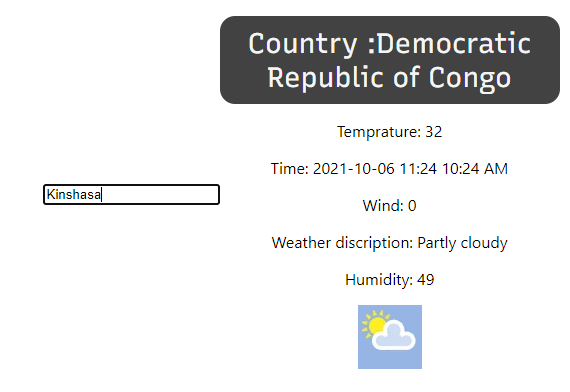 Country :Democratic
Republic of Congo
Temprature: 32
Time: 2021-10-06 11:24 10:24 AM
Kinshasa
Wind: 0
Weather discription: Partly cloudy
Humidity: 49